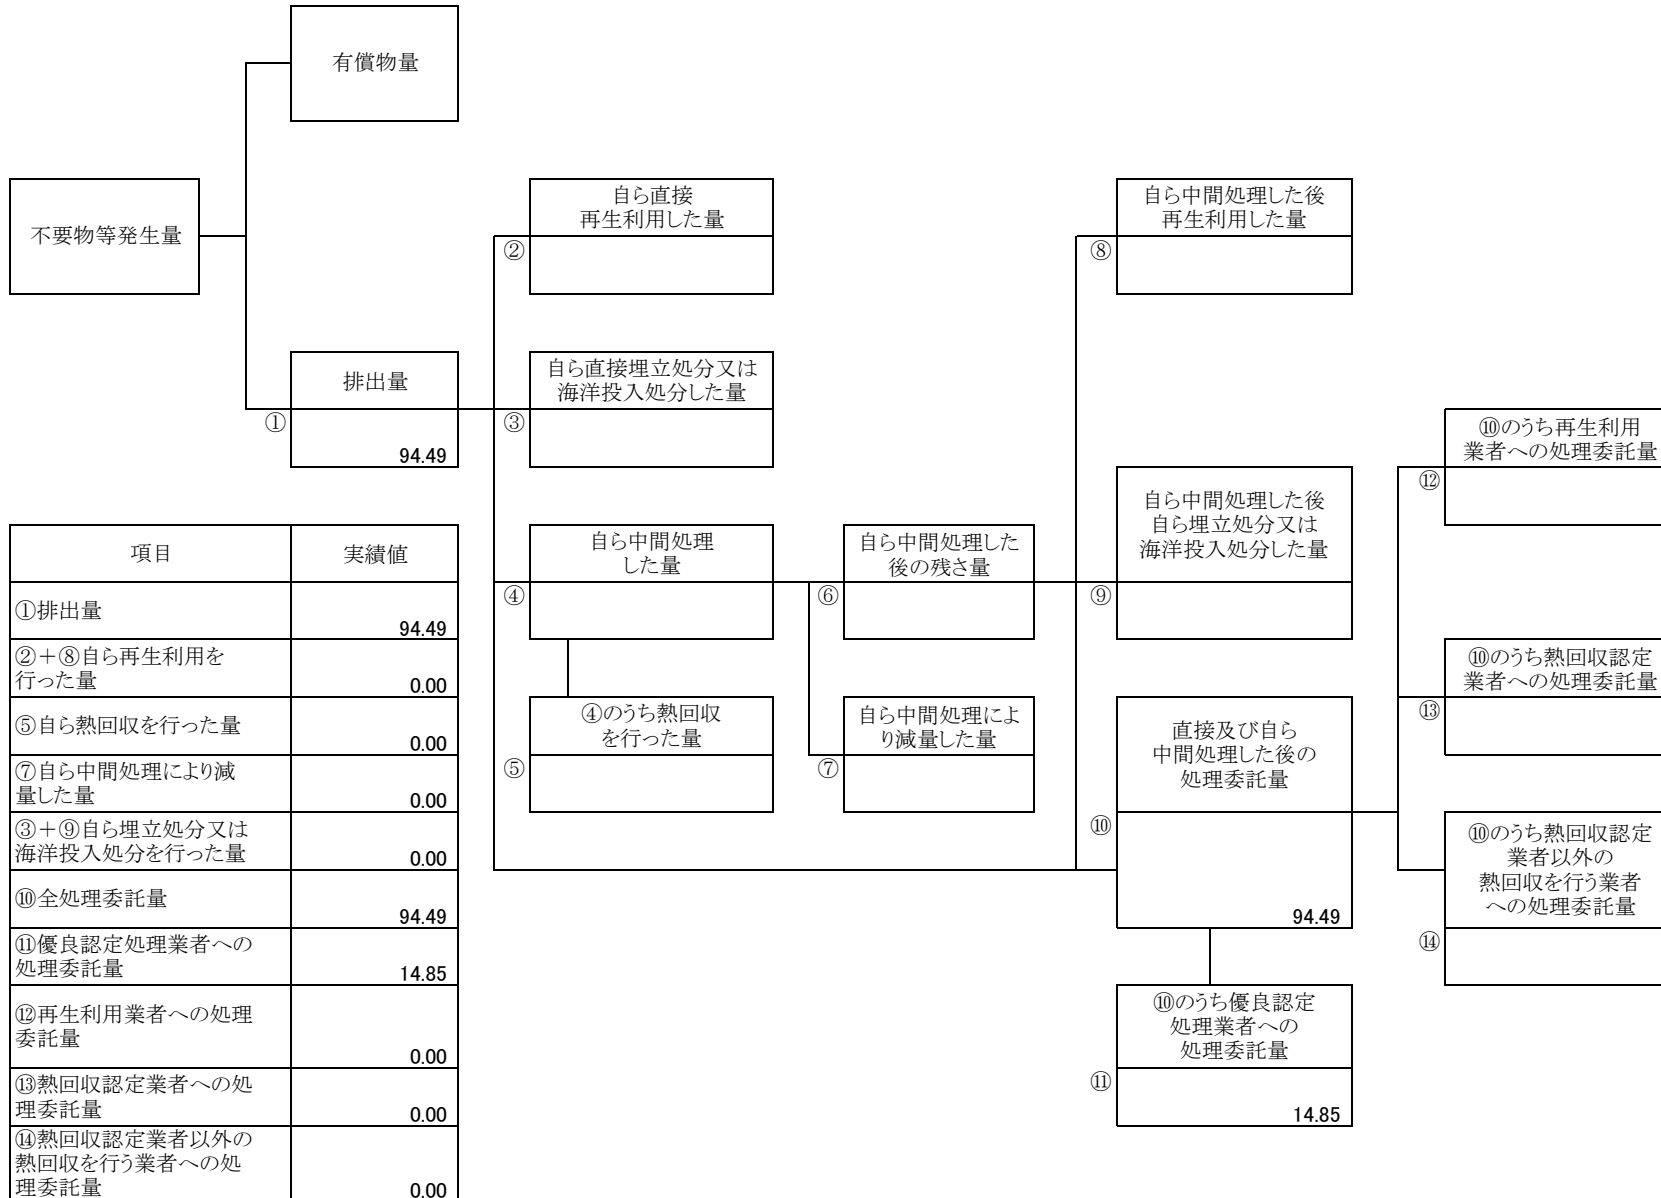 有償物量
不要物等発生量
自ら直接
再生利用した量
②
自ら中間処理した後
再生利用した量
⑧
排出量
①
94.49
自ら直接埋立処分又は
海洋投入処分した量
③
⑩のうち再生利用
業者への処理委託量
⑫
自ら中間処理した後
自ら埋立処分又は
海洋投入処分した量
⑨
自ら中間処理
した量
④
自ら中間処理した
後の残さ量
⑥
⑩のうち熱回収認定
業者への処理委託量
⑬
④のうち熱回収
を行った量
⑤
自ら中間処理によ
り減量した量
⑦
直接及び自ら
中間処理した後の
処理委託量
⑩
94.49
⑩のうち熱回収認定
業者以外の
熱回収を行う業者
への処理委託量
⑭
⑩のうち優良認定
処理業者への
処理委託量
⑪
14.85
項目 実績値
①排出量
94.49
②+⑧自ら再生利用を
行った量 0.00
⑤自ら熱回収を行った量
0.00
⑦自ら中間処理により減
量した量 0.00
③+⑨自ら埋立処分又は
海洋投入処分を行った量 0.00
⑩全処理委託量
94.49
⑪優良認定処理業者への
処理委託量 14.85
⑫再生利用業者への処理
委託量
0.00
⑬熱回収認定業者への処
理委託量 0.00
⑭熱回収認定業者以外の
熱回収を行う業者への処
理委託量 0.00